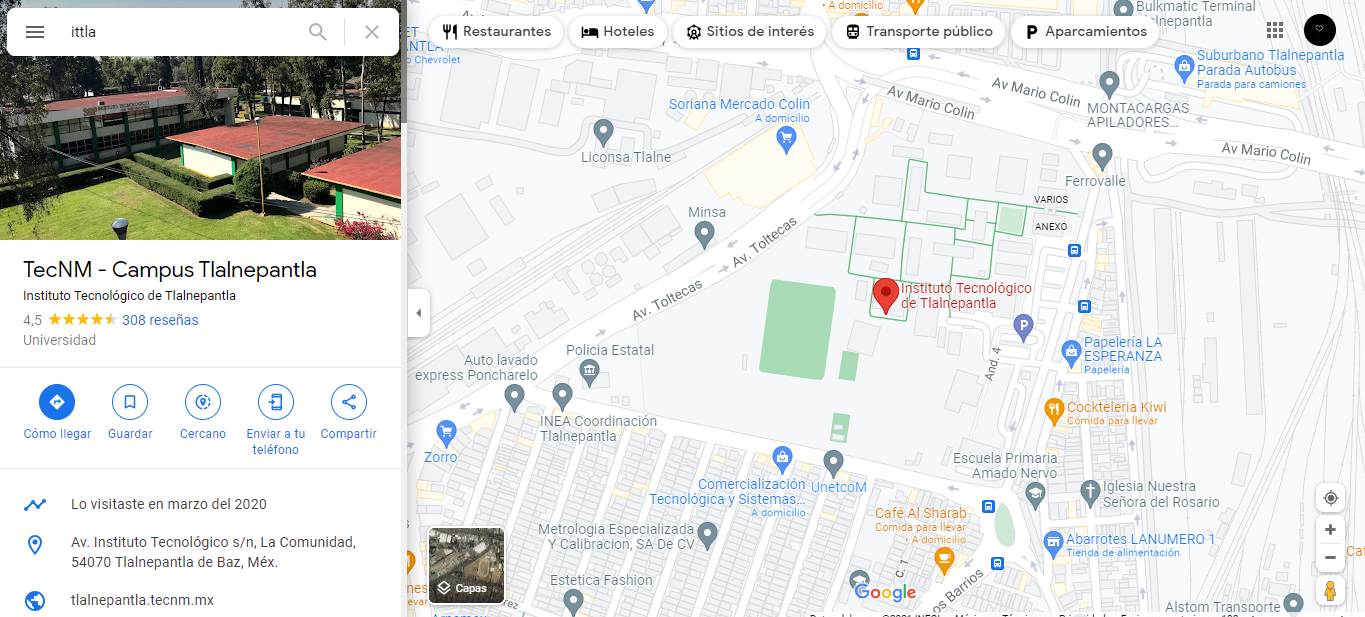 ittla
Restaurantes
Hoteles
Sitios de interés
Transporte público
Aparcamientos
TecNM - Campus Tlalnepantla
Instituto Tecnológico de Tlalnepantla
4,5
308 reseñas
Universidad
Cómo llegar
Guardar
Cercano
Enviar a tu
teléfono
Compartir
Lo visitaste en marzo del 2020
Av. Instituto Tecnológico s/n, La Comunidad,
54070 Tlalnepantla de Baz, Méx.
tlalnepantla.tecnm.mx
• A domicilio
Bulkmatic Terminal
Tlalnepantla
Chevrolet
Suburbano Tlalnepantla
Parada Autobus
Parada para camiones
Soriana Mercado Colin
A domicilio
Av Mario Colin
Av Mario Colin
Av Mario Colin
MONTACARGAS
APILADORES...
Liconsa Tlalne
Ferrovalle
VARIOS
ANEXO
Minsa
Av. Toltecas
Av. Toltecas
Instituto Tecnológico
de Tlalnepantla
P
And. 4
Papelería LA
ESPERANZA
Papelería
Policia Estatal
Auto lavado
express Poncharelo
INEA Coordinación
Tlalnepantla
Zorro
Cockteleria Kiwi
Comida para llevar
Escuela Primaria
Amado Nervo
Comercialización
Tecnológica y Sistemas...
A domicilio
UnetcoM
Iglesia Nuestra
Señora del Rosario
Café Al Sharab
Comida para llevar
• A domicilio
Metrologia Especializada
Y Calibracion, SA De CV
Abarrotes LANUMERO 1
Tienda de alimentación
Estetica Fashion
C. 1
Los Barrios
Capas
Google
Alstom Transporte